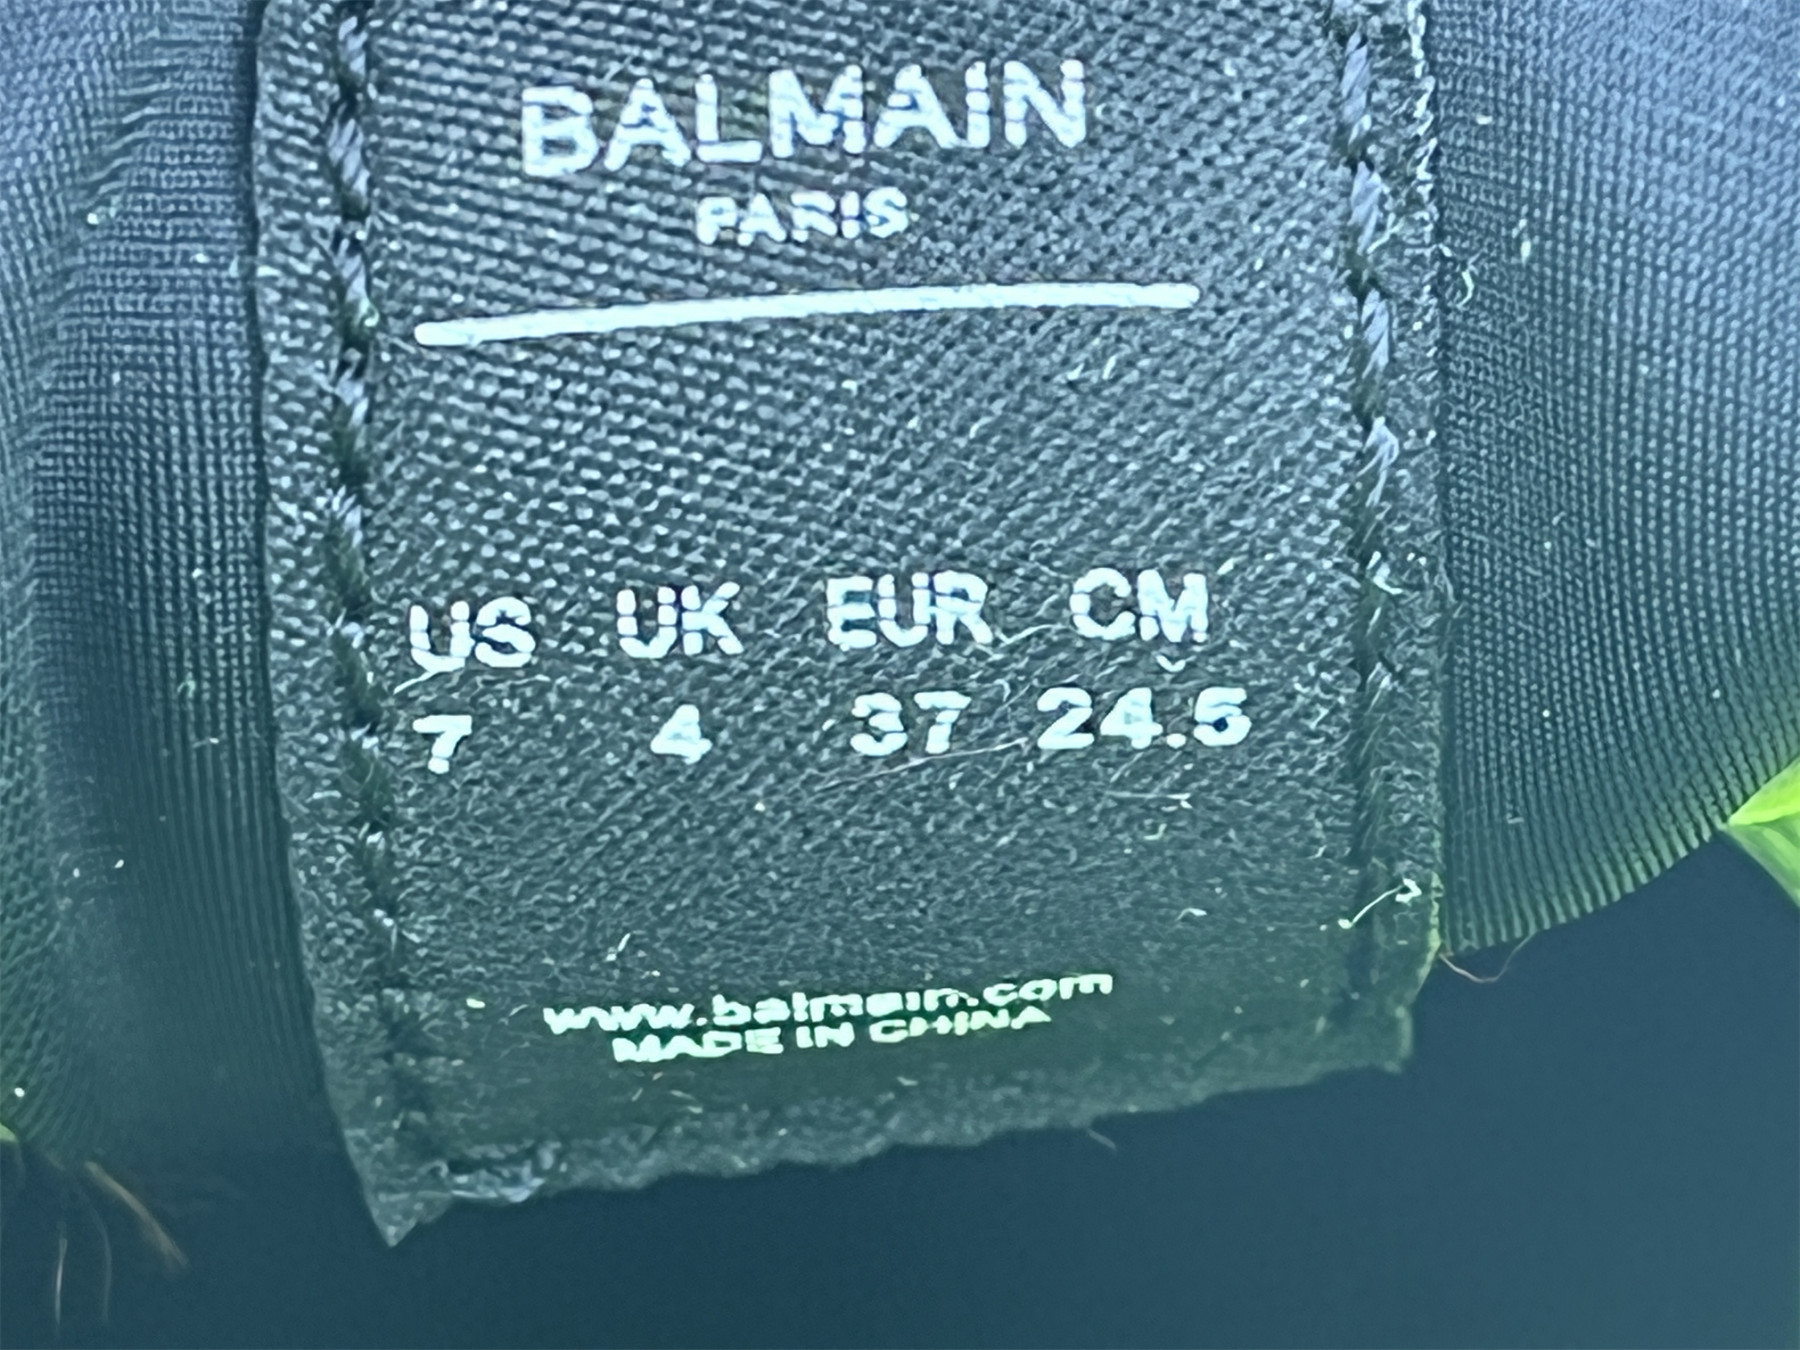 BALMAIN
PARIS
US UK EUR CM
7 4 37 24.5
www.balmain.com
MADE IN CHINA